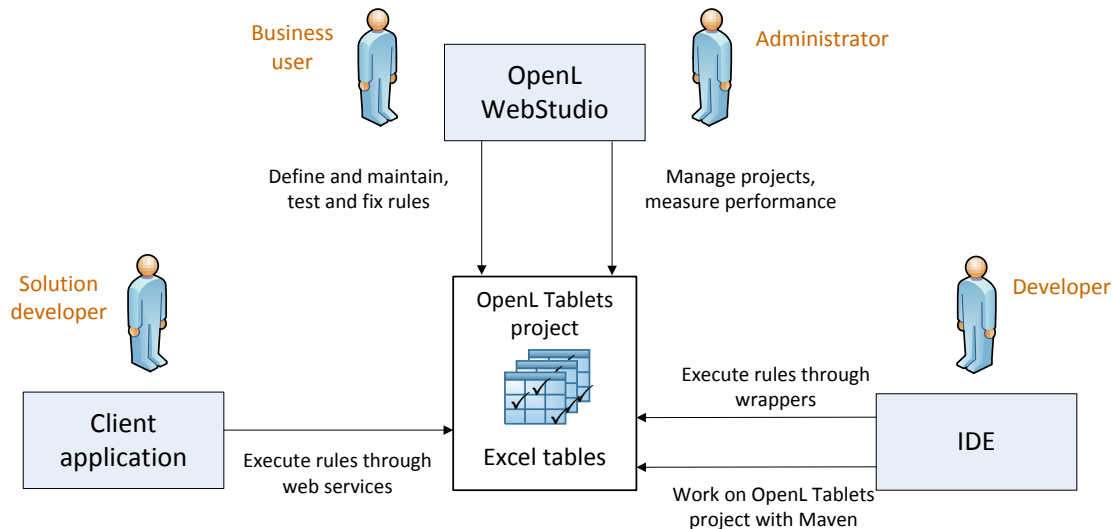 Business
user
Administrator
OpenL
WebStudio
Define and maintain,
test and fix rules
Manage projects,
measure performance
Solution
developer
Developer
OpenL Tablets
project
Excel tables
Client
application
Execute rules through
web services
Execute rules through
wrappers
IDE
Work on OpenL Tablets
project with Maven